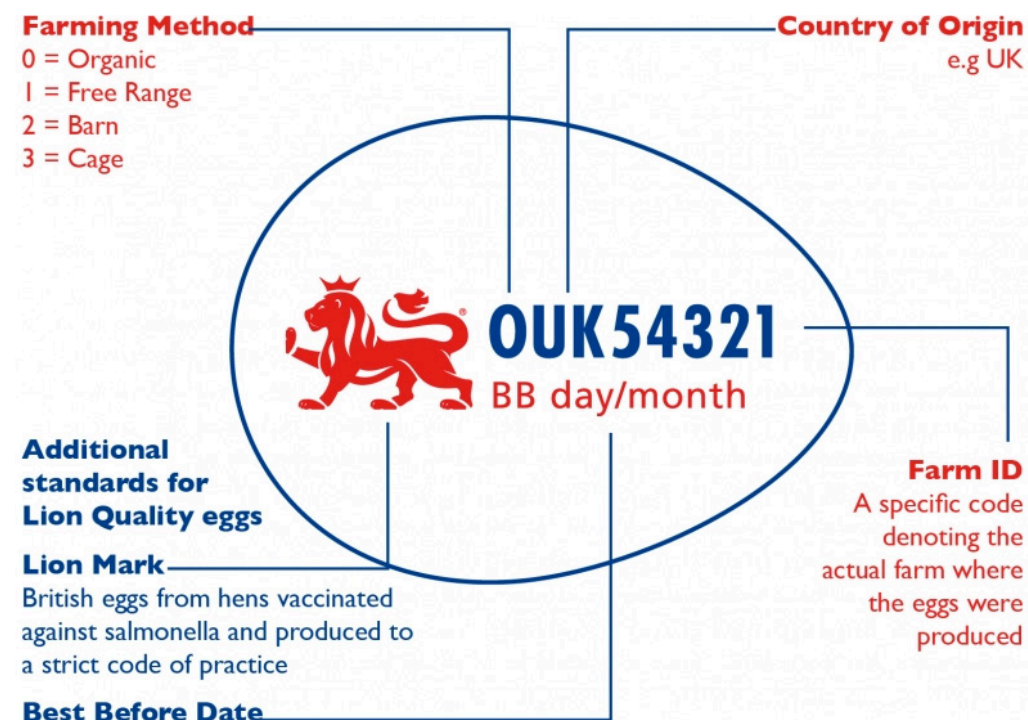 Farming Method
0 = Organic
1 = Free Range
2 = Barn
3 = Cage
Country of Origin
e.g UK
0UK54321
BB day/month
®
Additional
standards for
Lion Quality eggs
Lion Mark
British eggs from hens vaccinated
against salmonella and produced to
a strict code of practice
Best Before Date
Farm ID
A specific code
denoting the
actual farm where
the eggs were
produced